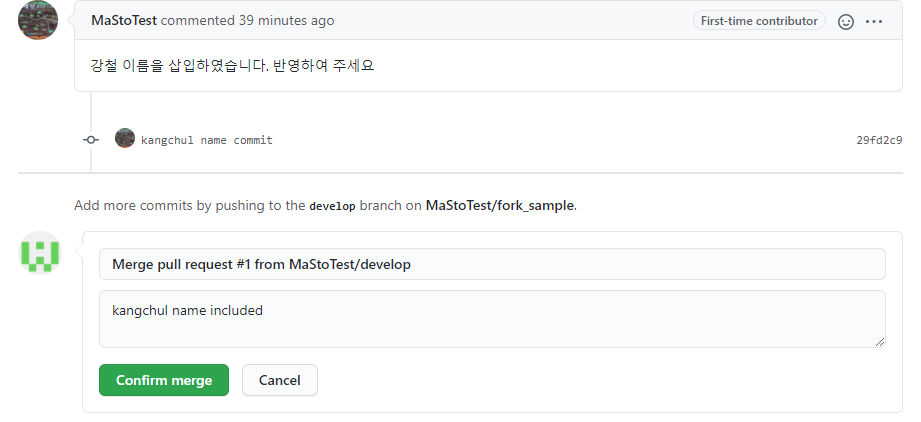 MaStoTest commented 39 minutes ago First-time contributor
강철 이름을 삽입하였습니다. 반영하여 주세요
kangchul name commit 29fd2c9
Add more commits by pushing to the develop branch on MaStoTest/fork_sample.
Merge pull request #1 from MaStoTest/develop
kangchul name included
Confirm merge Cancel